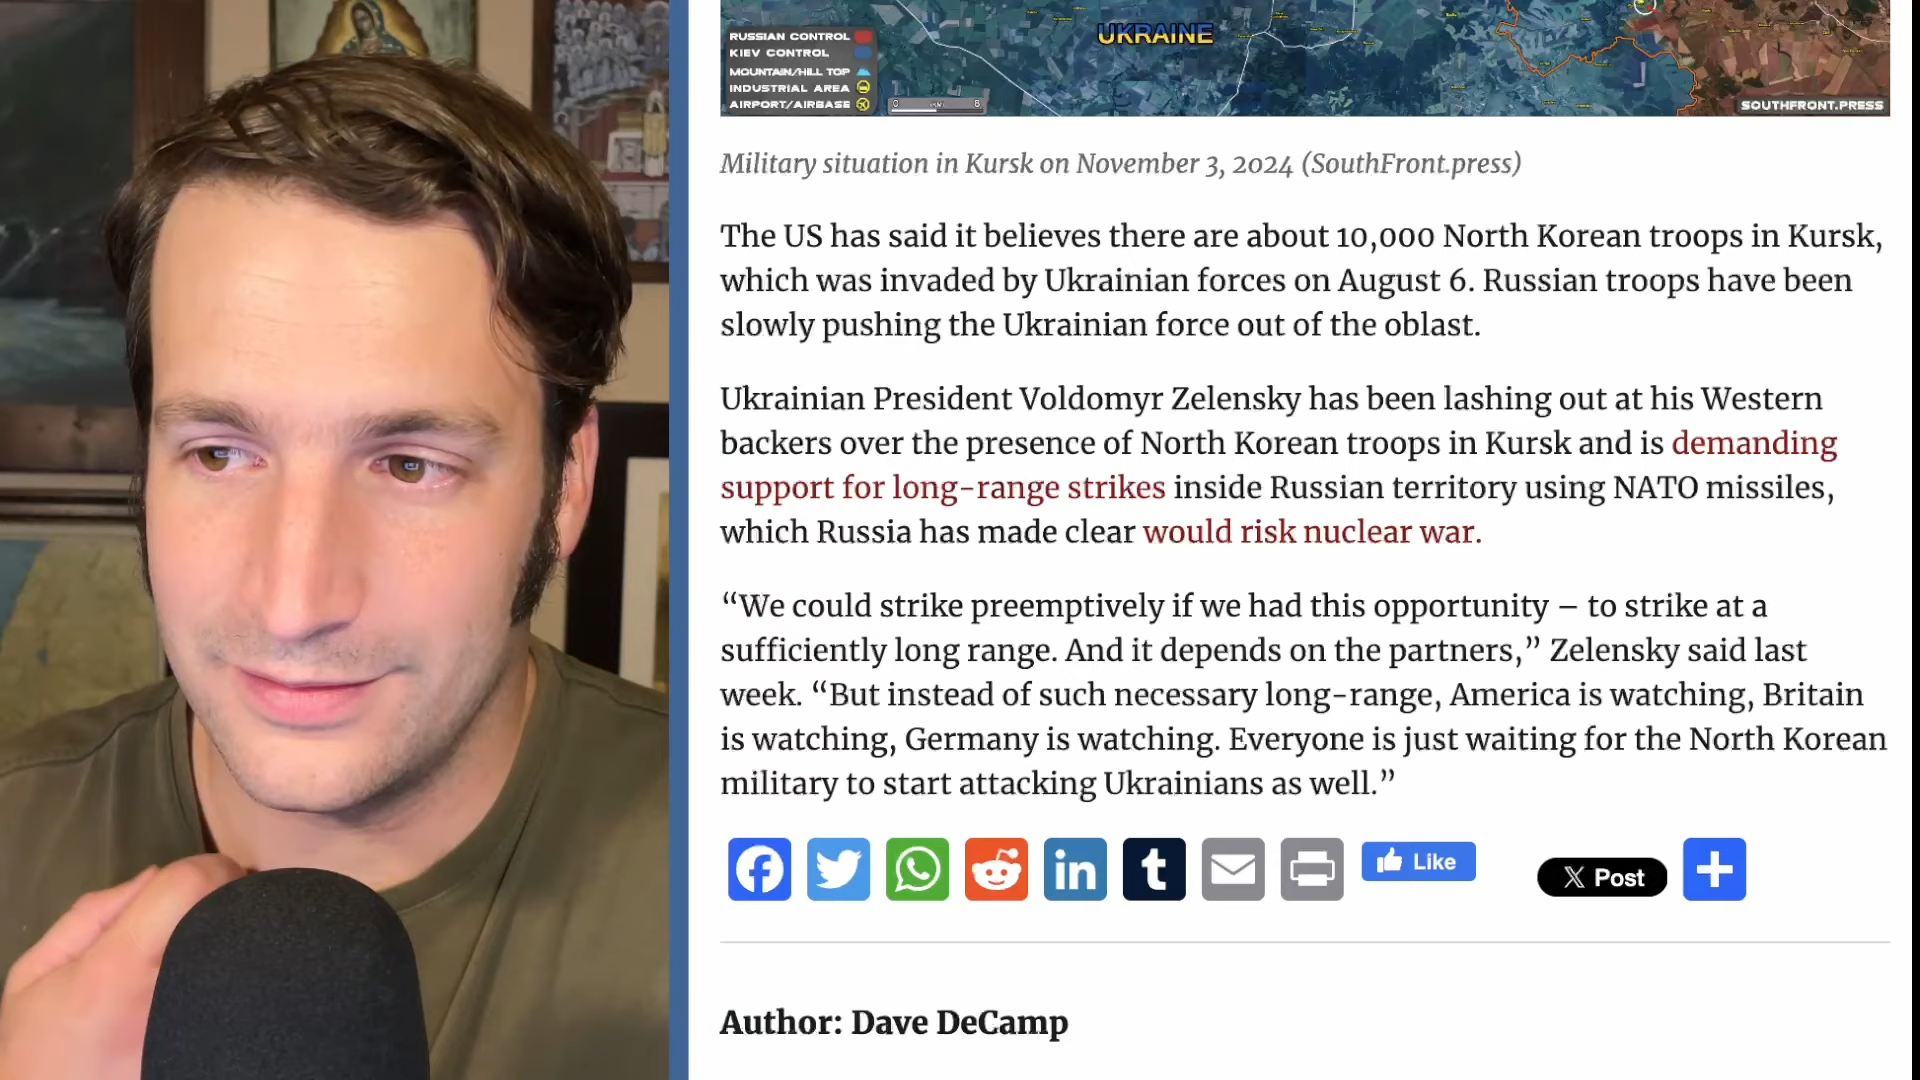 UKRAINE
RUSSIAN CONTROL
KIEV CONTROL
MOUNTAIN/HILL TOP
INDUSTRIAL AREA
AIRPORT/AIRBASE
0 8
SOUTHFRONT.PRESS
Military situation in Kursk on November 3, 2024 (SouthFront.press)
The US has said it believes there are about 10,000 North Korean troops in Kursk,
which was invaded by Ukrainian forces on August 6. Russian troops have been
slowly pushing the Ukrainian force out of the oblast.
Ukrainian President Voldomyr Zelensky has been lashing out at his Western
backers over the presence of North Korean troops in Kursk and is demanding
support for long-range strikes inside Russian territory using NATO missiles,
which Russia has made clear would risk nuclear war.
“We could strike preemptively if we had this opportunity – to strike at a
sufficiently long range. And it depends on the partners,” Zelensky said last
week. “But instead of such necessary long-range, America is watching, Britain
is watching, Germany is watching. Everyone is just waiting for the North Korean
military to start attacking Ukrainians as well.”
Like
X Post
Author: Dave DeCamp